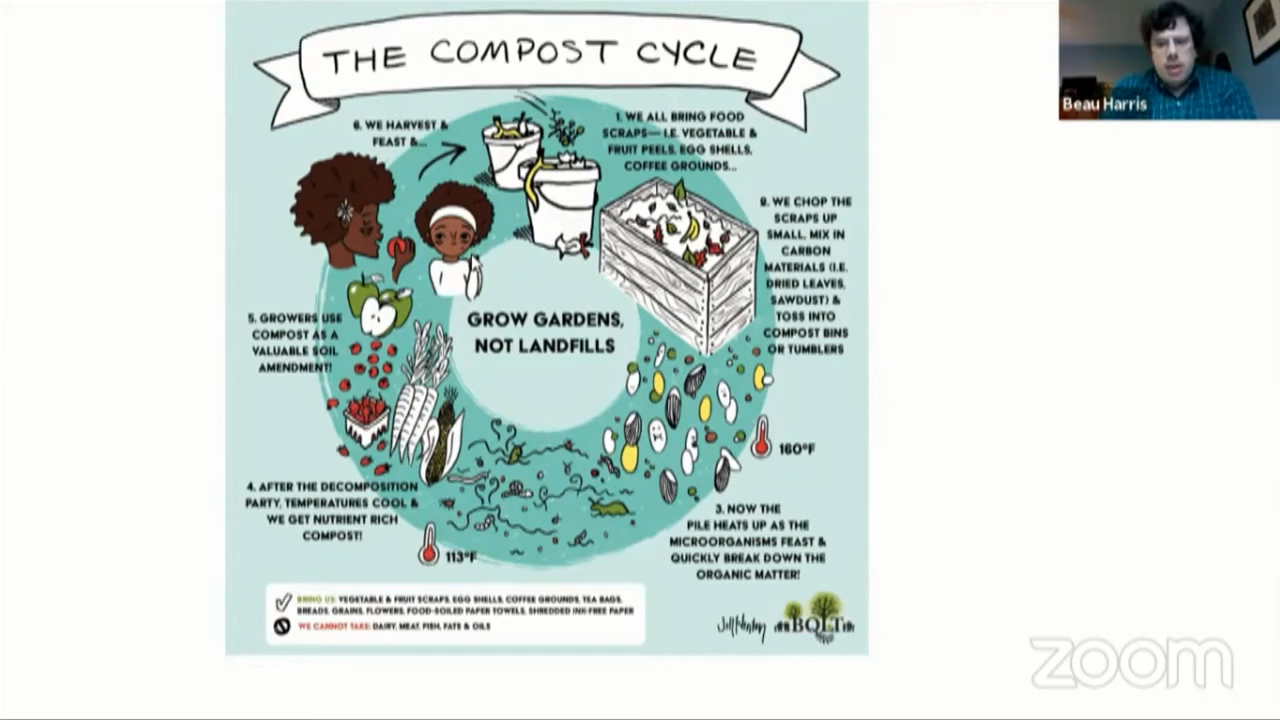 THE COMPOST CYCLE
Beau Harris
6. WE HARVEST &
FEAST &...
1. WE ALL BRING FOOD
SCRAPS— I.E. VEGETABLE &
FRUIT PEELS, EGG SHELLS,
COFFEE GROUNDS...
2. WE CHOP THE
SCRAPS UP
SMALL, MIX IN
CARBON
MATERIALS (I.E.
DRIED LEAVES,
SAWDUST) &
TOSS INTO
COMPOST BINS
OR TUMBLERS
GROW GARDENS,
NOT LANDFILLS
5. GROWERS USE
COMPOST AS A
VALUABLE SOIL
AMENDMENT!
160°F
4. AFTER THE DECOMPOSITION
PARTY, TEMPERATURES COOL &
WE GET NUTRIENT RICH
COMPOST!
113°F
3. NOW THE
PILE HEATS UP AS THE
MICROORGANISMS FEAST &
QUICKLY BREAK DOWN THE
ORGANIC MATTER!
BRING US: VEGETABLE & FRUIT SCRAPS, EGG SHELLS, COFFEE GROUNDS, TEA BAGS,
BREADS, GRAINS, FLOWERS, FOOD-SOILED PAPER TOWELS, SHREDDED INK-FREE PAPER
WE CANNOT TAKE: DAIRY, MEAT, FISH, FATS & OILS
BOLT
zoom